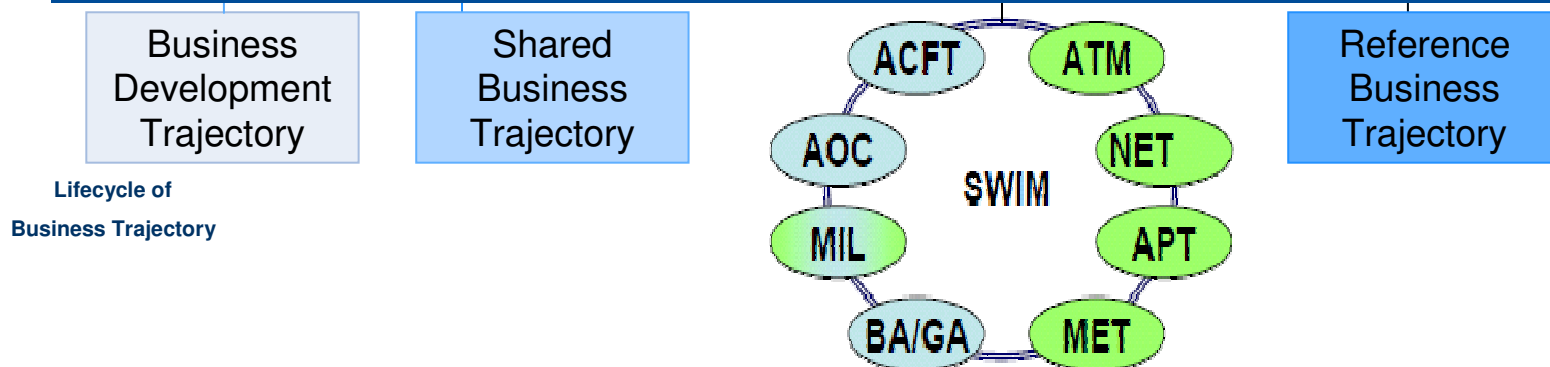 Business
Development
Trajectory
Shared
Business
Trajectory
ACFT
ATM
AOC
NET
SWIM
MIL
APT
BA/GA
MET
Reference
Business
Trajectory
Lifecycle of
Business Trajectory